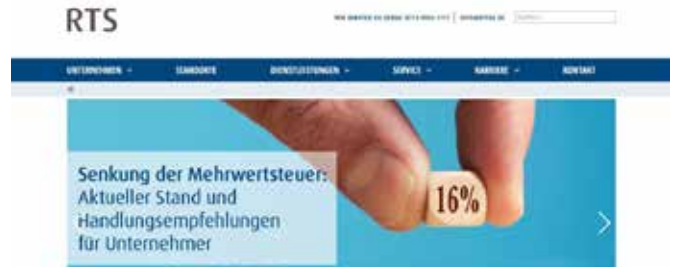 RTS
UNTERNEHMEN STANDORTE DIENSTLEISTUNGEN SERVICE KARRIERE KONTAKT
Senkung der Mehrwertsteuer:
Aktueller Stand und
Handlungsempfehlungen
für Unternehmer
16%